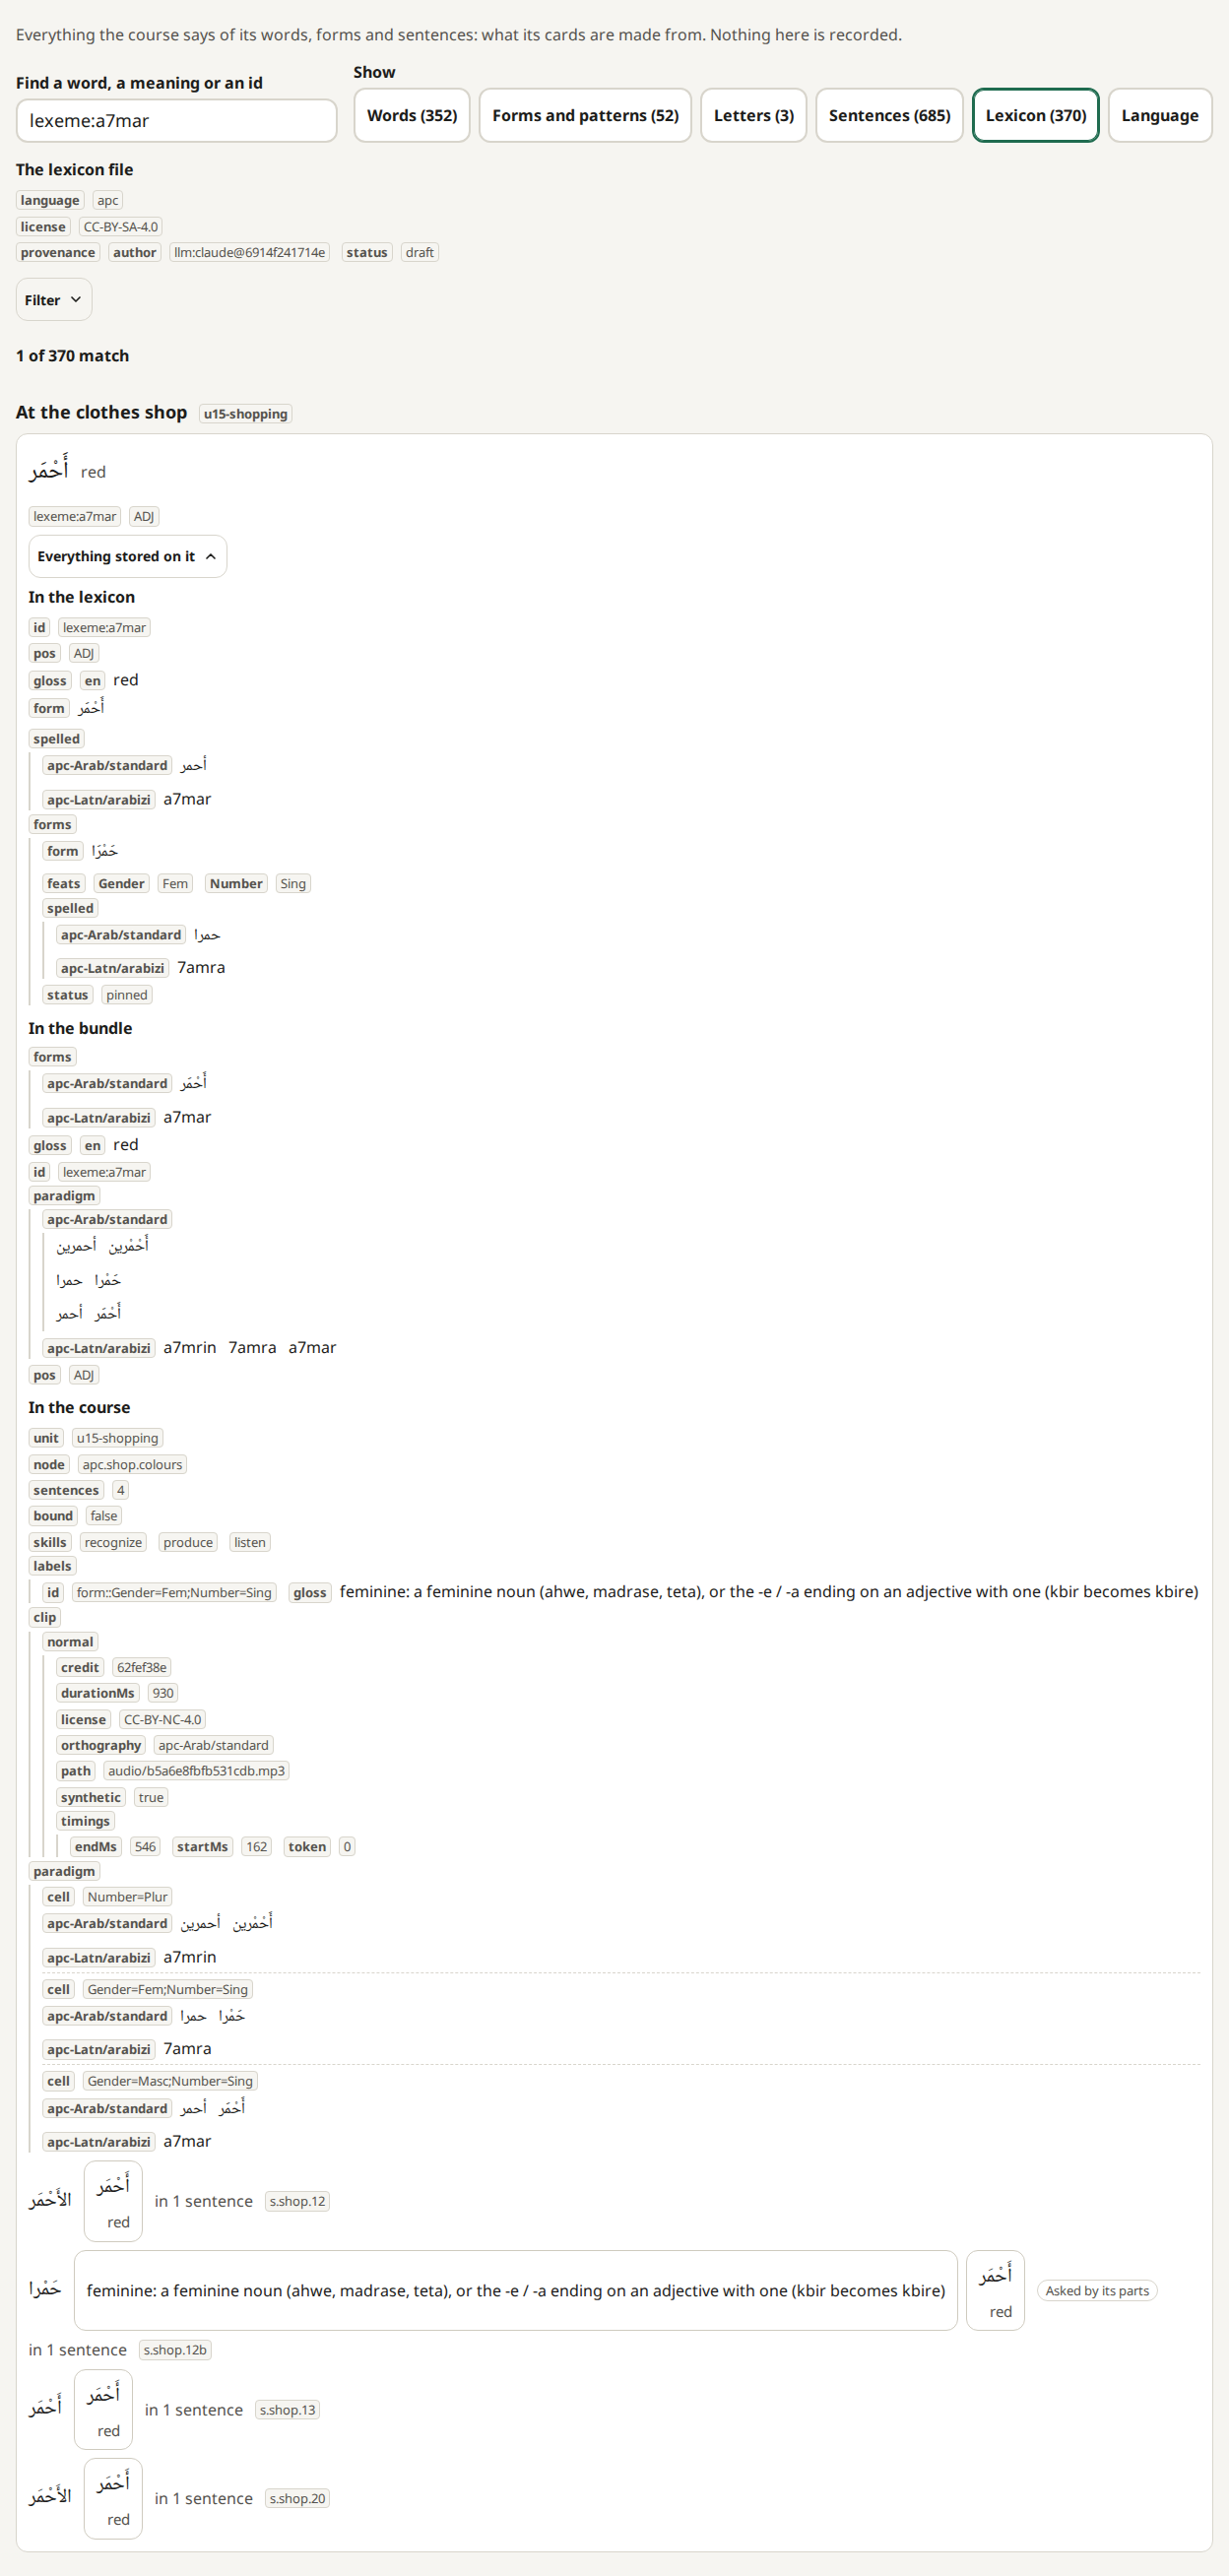 Everything the course says of its words, forms and sentences: what its cards are made from. Nothing here is recorded.
Find a word, a meaning or an id
lexeme:a7mar
Show
Words (352) Forms and patterns (52) Letters (3) Sentences (685) Lexicon (370) Language
The lexicon file
language apc
license CC-BY-SA-4.0
provenance author llm:claude@6914f241714e status draft
Filter
1 of 370 match
At the clothes shop u15-shopping
أَحْمَر red
lexeme:a7mar ADJ
Everything stored on it
In the lexicon
id lexeme:a7mar
pos ADJ
gloss en red
form أَحْمَر
spelled
apc-Arab/standard أحمر
apc-Latn/arabizi a7mar
forms
form حَمْرَا
feats Gender Fem Number Sing
spelled
apc-Arab/standard حمرا
apc-Latn/arabizi 7amra
status pinned
In the bundle
forms
apc-Arab/standard أَحْمَر
apc-Latn/arabizi a7mar
gloss en red
id lexeme:a7mar
paradigm
apc-Arab/standard
أَحْمْرين أحمرين
حَمْرا حمرا
أَحْمَر أحمر
apc-Latn/arabizi a7mrin 7amra a7mar
pos ADJ
In the course
unit u15-shopping
node apc.shop.colours
sentences 4
bound false
skills recognize produce listen
labels
id form::Gender=Fem;Number=Sing gloss feminine: a feminine noun (ahwe, madrase, teta), or the -e / -a ending on an adjective with one (kbir becomes kbire)
clip
normal
credit 62fef38e
durationMs 930
license CC-BY-NC-4.0
orthography apc-Arab/standard
path audio/b5a6e8fbfb531cdb.mp3
synthetic true
timings
endMs 546 startMs 162 token 0
paradigm
cell Number=Plur
apc-Arab/standard أَحْمْرين أحمرين
apc-Latn/arabizi a7mrin
cell Gender=Fem;Number=Sing
apc-Arab/standard حَمْرا حمرا
apc-Latn/arabizi 7amra
cell Gender=Masc;Number=Sing
apc-Arab/standard أَحْمَر أحمر
apc-Latn/arabizi a7mar
الأَحْمَر أَحْمَر red in 1 sentence s.shop.12
حَمْرا feminine: a feminine noun (ahwe, madrase, teta), or the -e / -a ending on an adjective with one (kbir becomes kbire) أَحْمَر red Asked by its parts
in 1 sentence s.shop.12b
أَحْمَر أَحْمَر red in 1 sentence s.shop.13
الأَحْمَر أَحْمَر red in 1 sentence s.shop.20